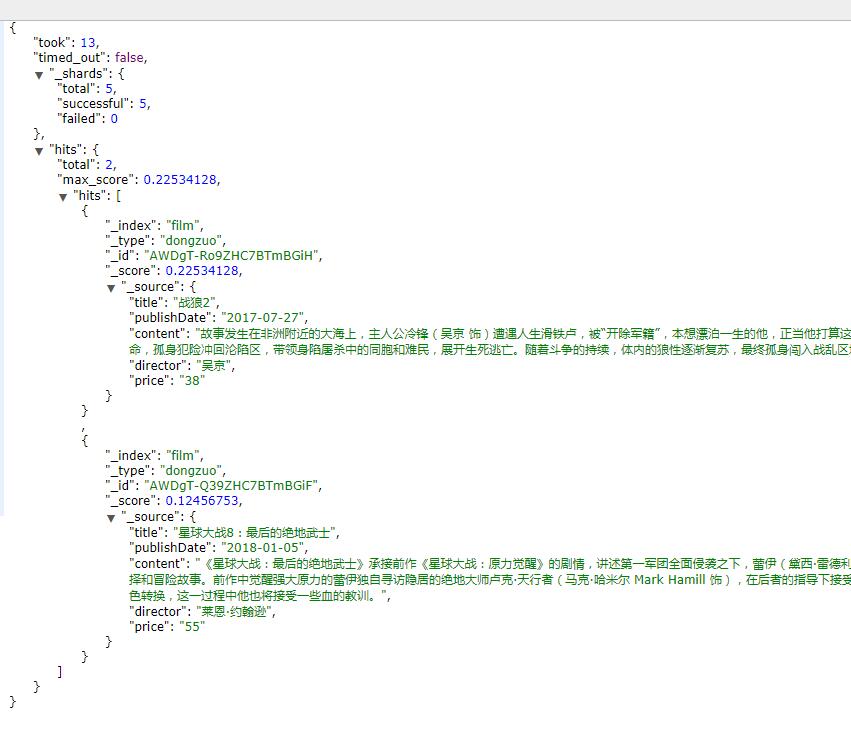 {
"took": 13,
"timed_out": false,
"_shards": {
"total": 5,
"successful": 5,
"failed": 0
},
"hits": {
"total": 2,
"max_score": 0.22534128,
"hits": [
{
"_index": "film",
"_type": "dongzuo",
"_id": "AWDgT-Ro9ZHC7BTmBGiH",
"_score": 0.22534128,
"_source": {
"title": "战狼2",
"publishDate": "2017-07-27",
"content": "故事发生在非洲附近的大海上，主人公冷锋（吴京 饰）遭遇人生滑铁卢，被“开除军籍”，本想漂泊一生的他，正当他打算这
命，孤身犯险冲回沦陷区，带领身陷屠杀中的同胞和难民，展开生死逃亡。随着斗争的持续，体内的狼性逐渐复苏，最终孤身闯入战乱区
"director": "吴京",
"price": "38"
}
}
,
{
"_index": "film",
"_type": "dongzuo",
"_id": "AWDgT-Q39ZHC7BTmBGiF",
"_score": 0.12456753,
"_source": {
"title": "星球大战8：最后的绝地武士",
"publishDate": "2018-01-05",
"content": "《星球大战：最后的绝地武士》承接前作《星球大战：原力觉醒》的剧情，讲述第一军团全面侵袭之下，蕾伊（黛西·雷德利
择和冒险故事。前作中觉醒强大原力的蕾伊独自寻访隐居的绝地大师卢克·天行者（马克·哈米尔 Mark Hamill 饰），在后者的指导下接受
色转换，这一过程中他也将接受一些血的教训。",
"director": "莱恩·约翰逊",
"price": "55"
}
}
]
}
}